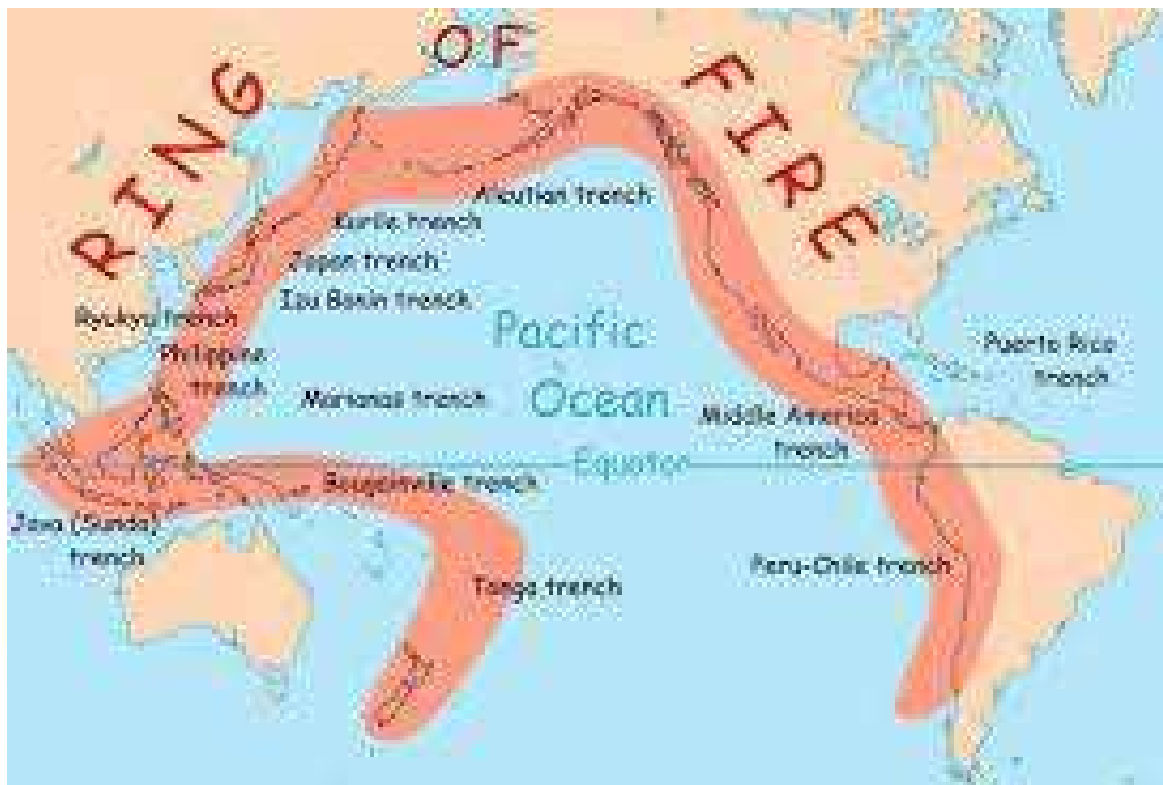 RING OF FIRE
Aleutian trench
Kurile trench
Japan trench
Izu Bonin trench
Ryukyu trench
Philippine
trench
Marianas trench
Pacific
Ocean
Equator
Puerto Rico
trench
Middle America
trench
Bougainville trench
Java (Sunda)
trench
Tonga trench
Peru-Chile trench